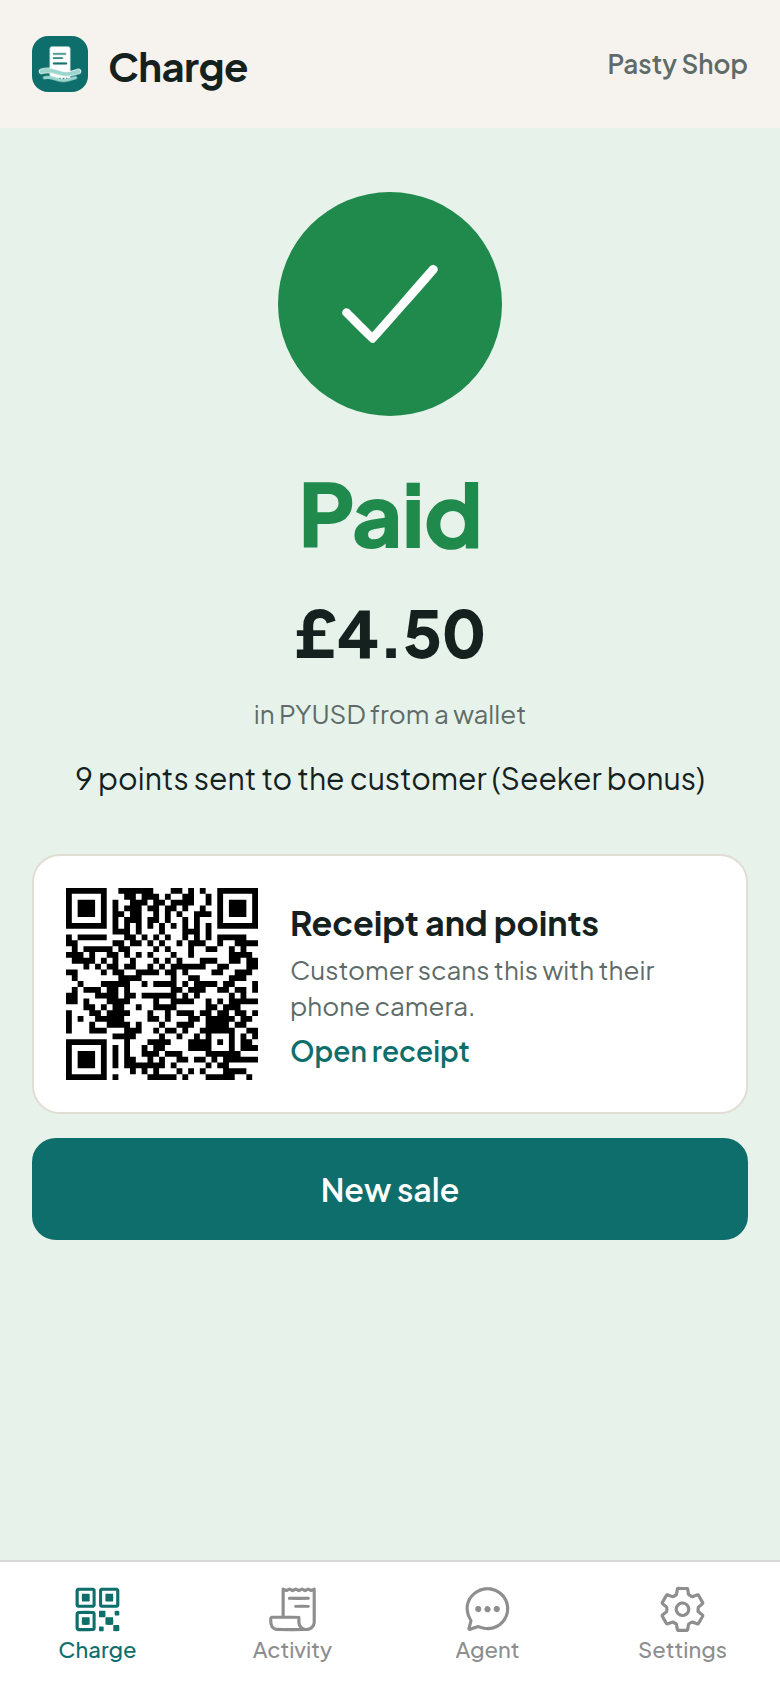 Charge
Pasty Shop
Paid
£4.50
in PYUSD from a wallet
9 points sent to the customer (Seeker bonus)
Receipt and points
Customer scans this with their
phone camera.
Open receipt
New sale
Charge
Activity
Agent
Settings